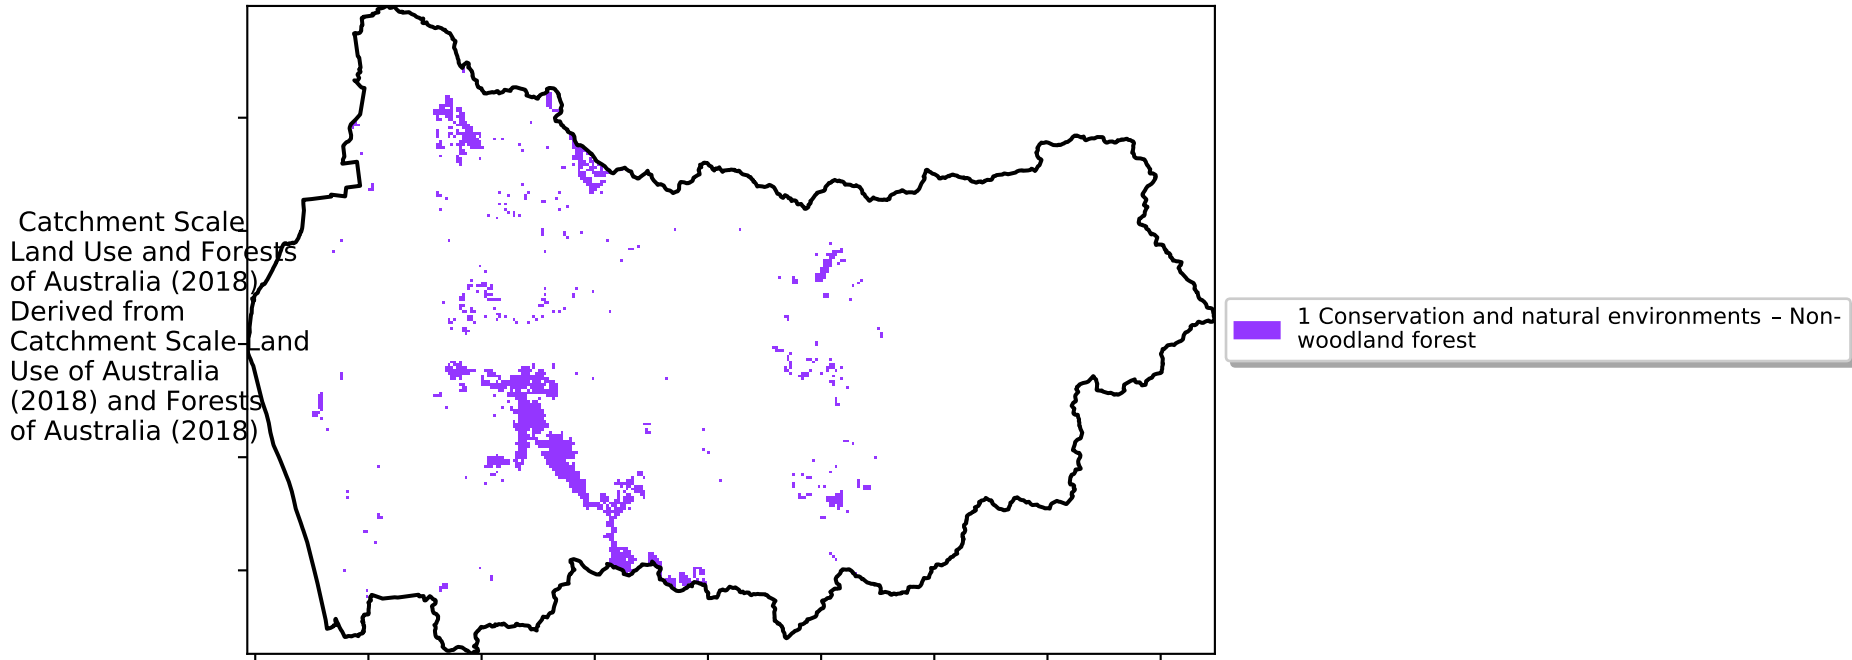 Catchment Scale
Land Use and Forests
of Australia (2018)
Derived from
Catchment Scale Land
Use of Australia
(2018) and Forests
of Australia (2018)
1 Conservation and natural environments – Non-
woodland forest